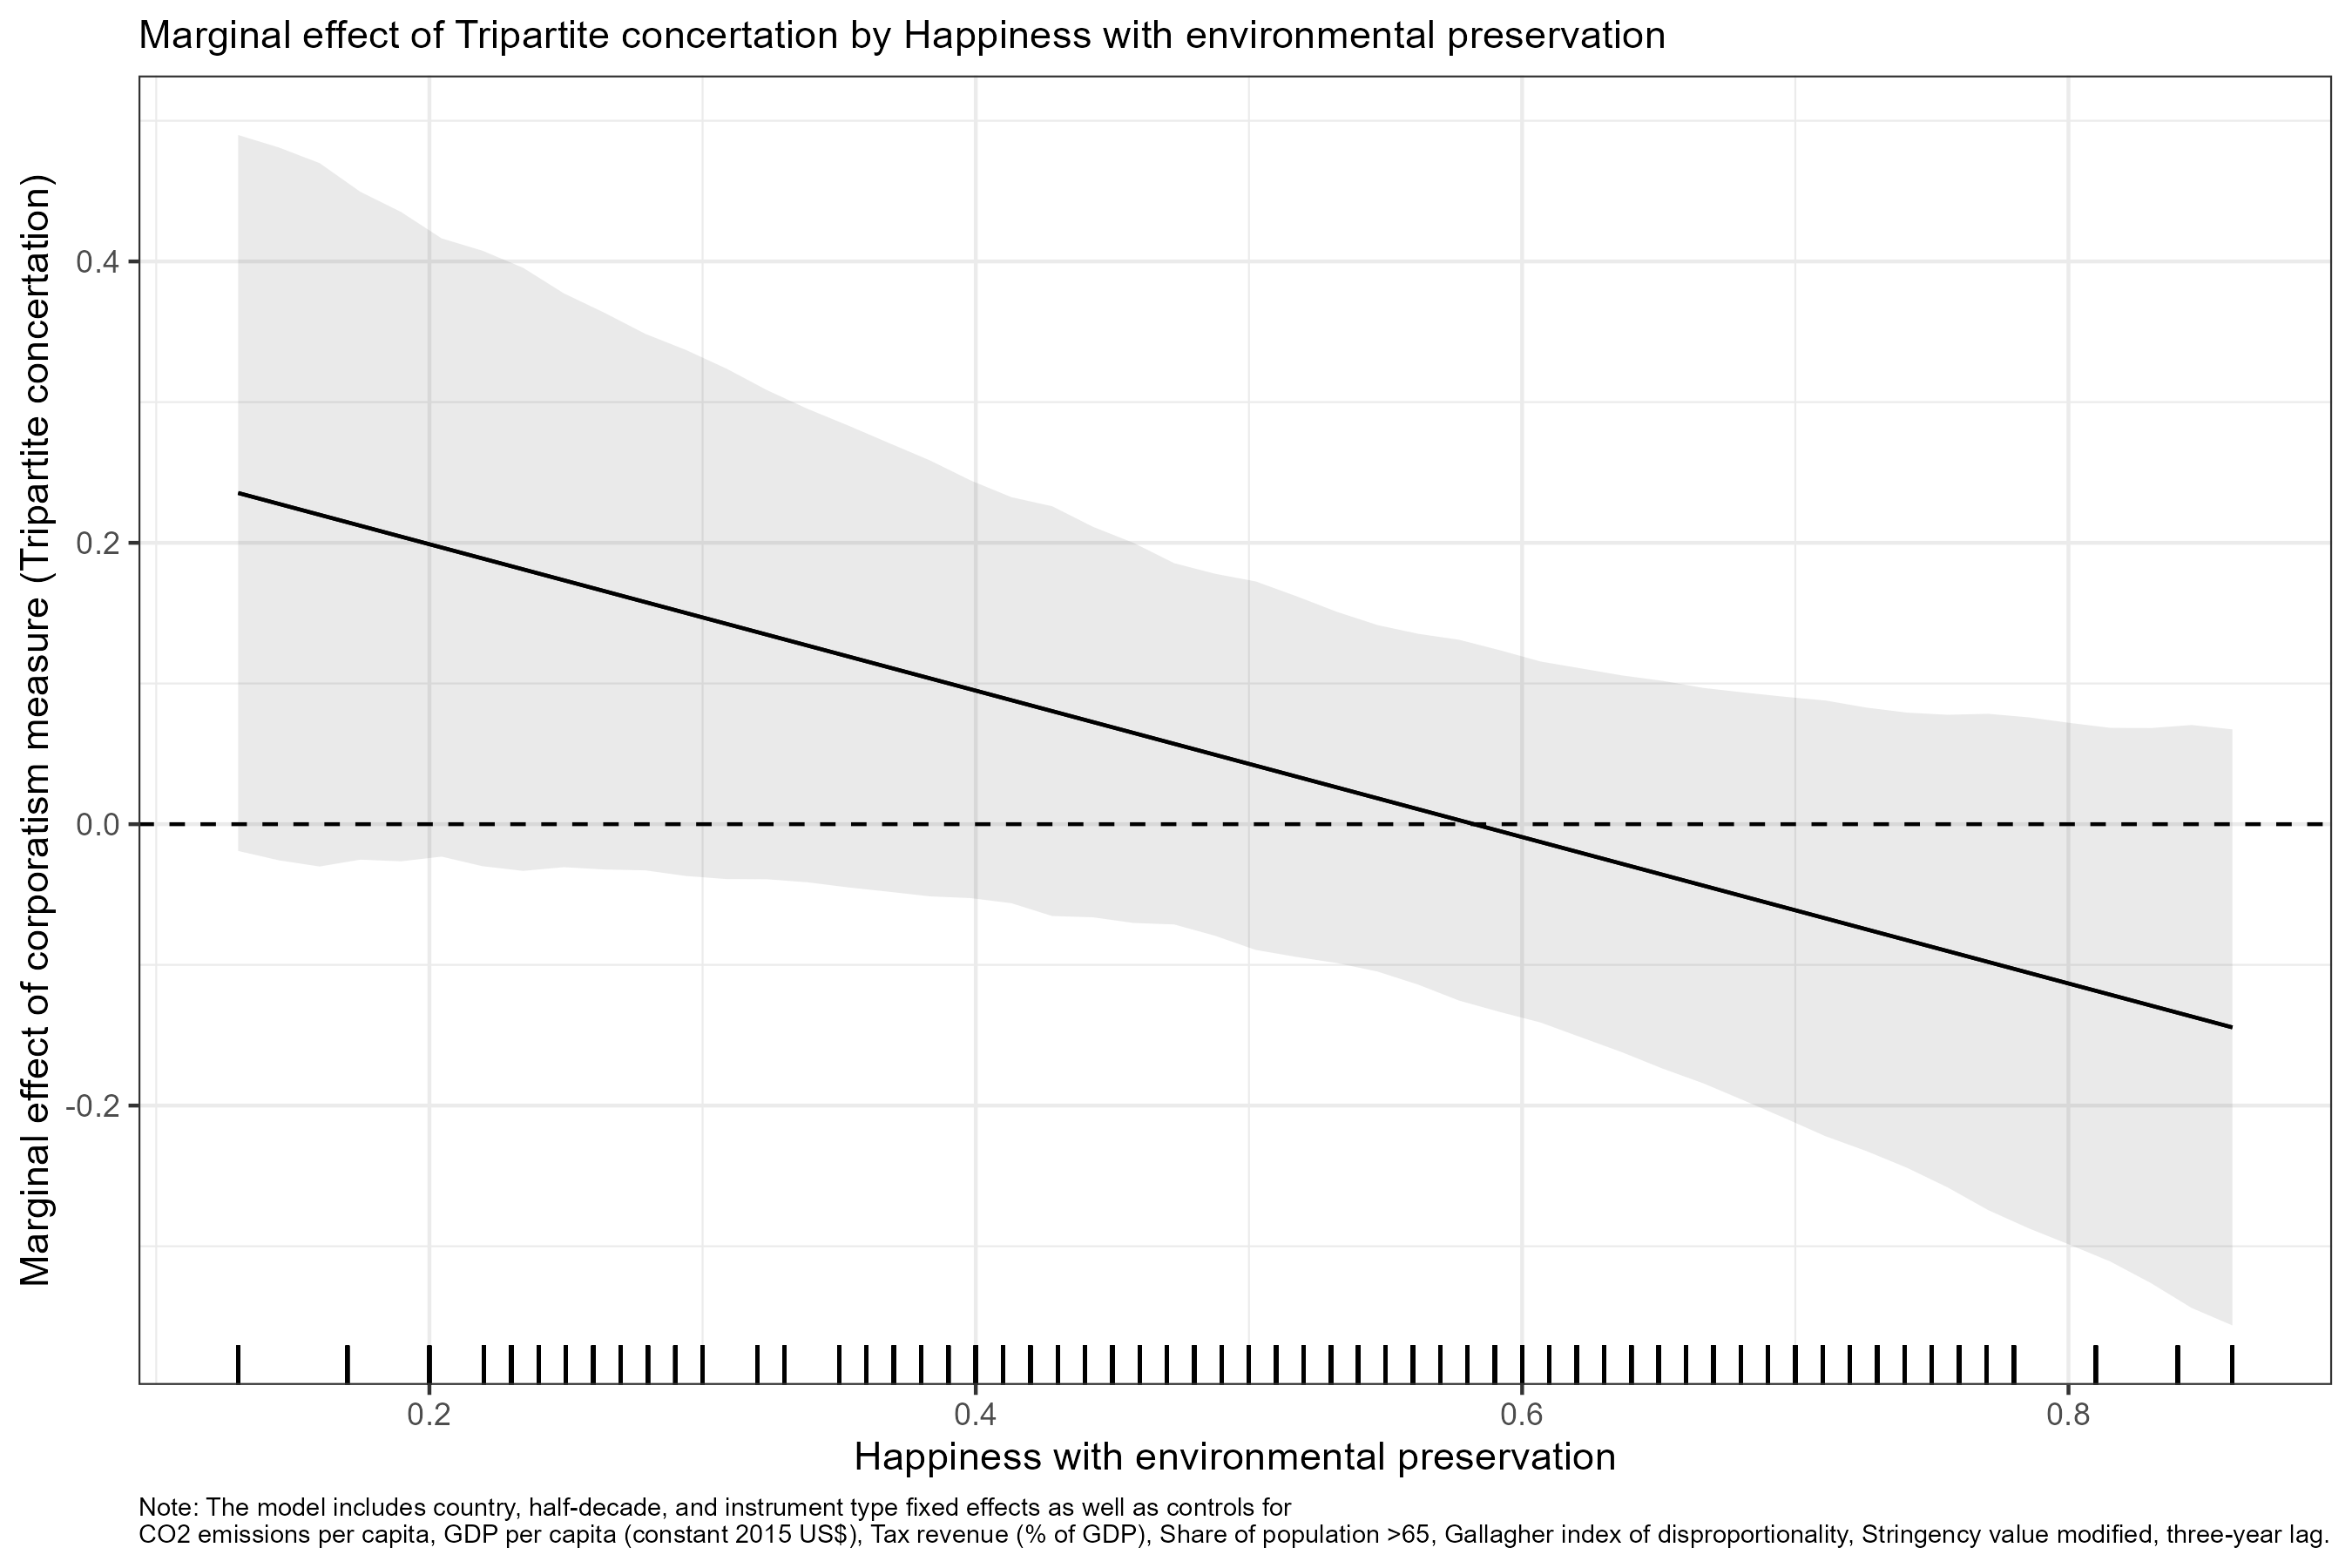 Marginal effect of Tripartite concertation by Happiness with environmental preservation
Marginal effect of corporatism measure (Tripartite concertation)
0.4
0.2
0.0
-0.2
0.2
0.4
0.6
0.8
Happiness with environmental preservation
Note: The model includes country, half-decade, and instrument type fixed effects as well as controls for
CO2 emissions per capita, GDP per capita (constant 2015 US$), Tax revenue (% of GDP), Share of population >65, Gallagher index of disproportionality, Stringency value modified, three-year lag.